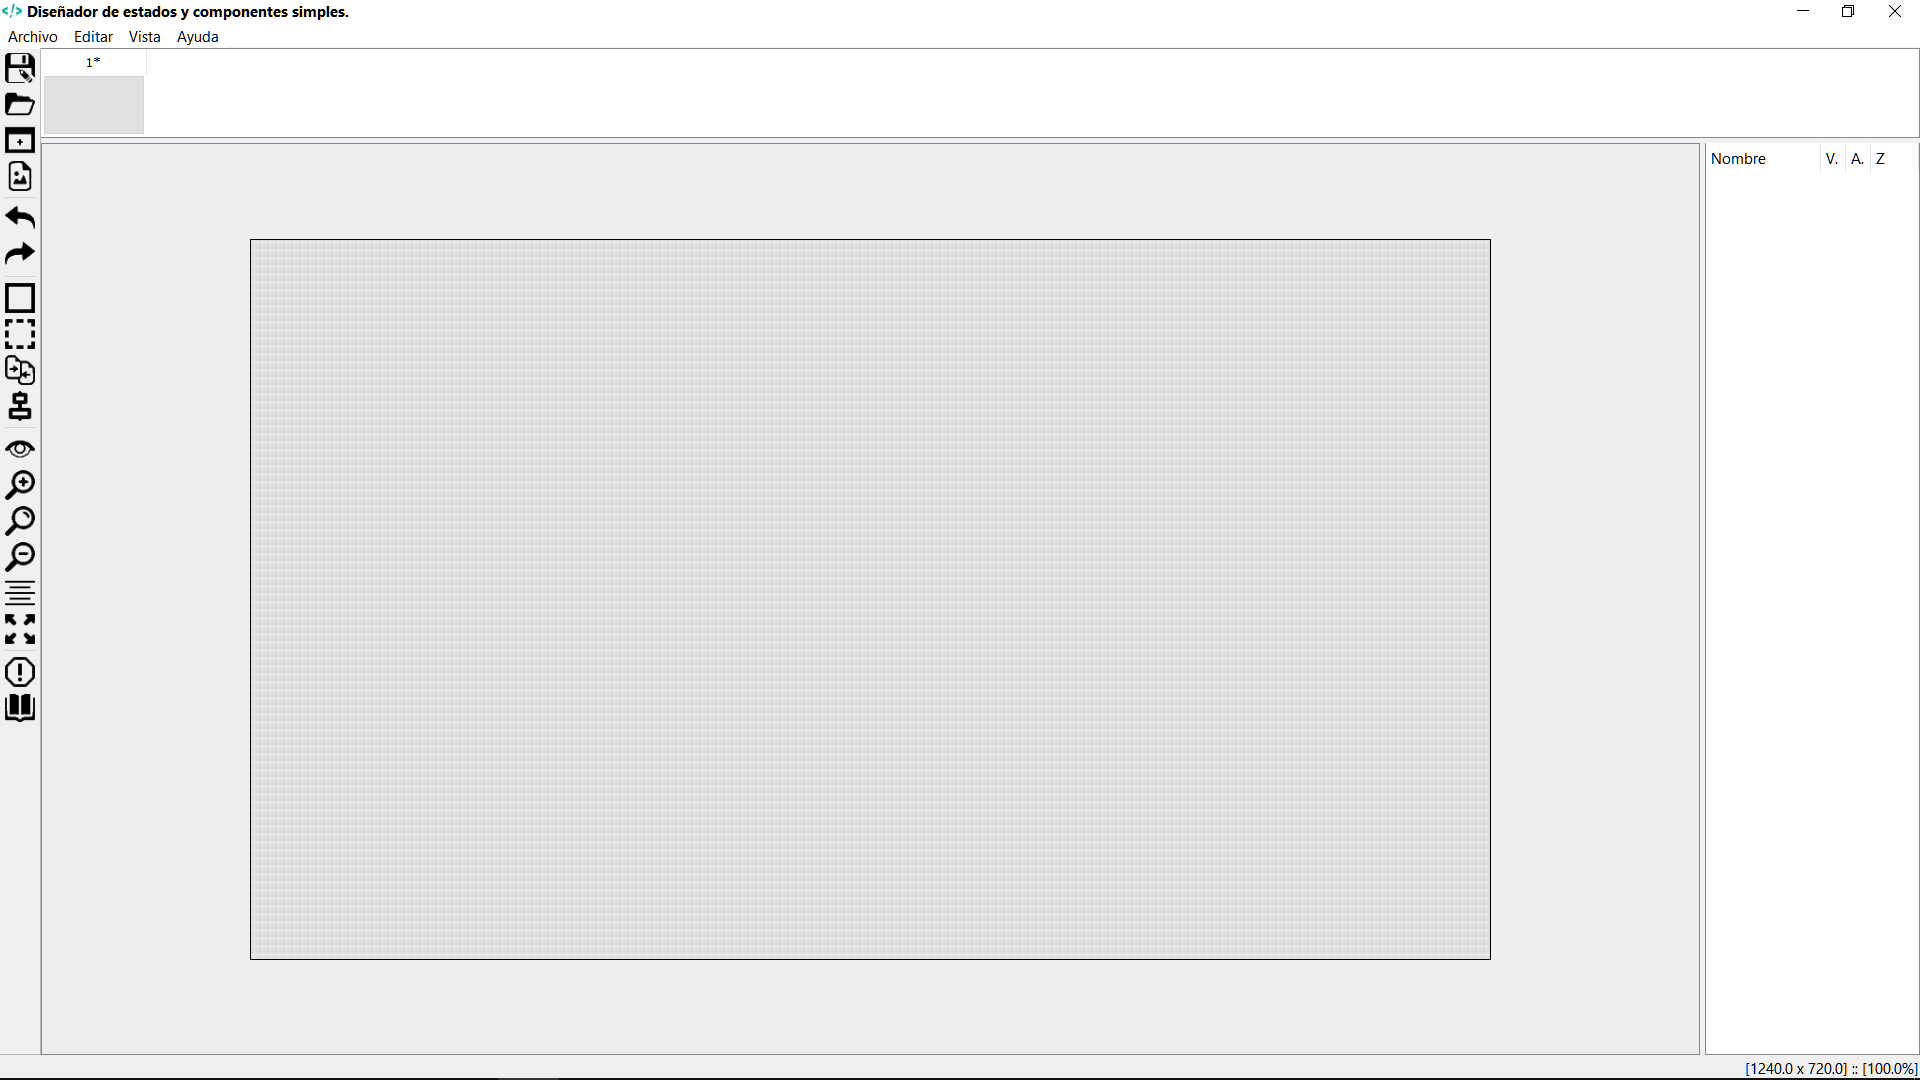 </> Diseñador de estados y componentes simples.
Archivo Editar Vista Ayuda
1*
Nombre V. A. Z
[1240.0 x 720.0] :: [100.0%]